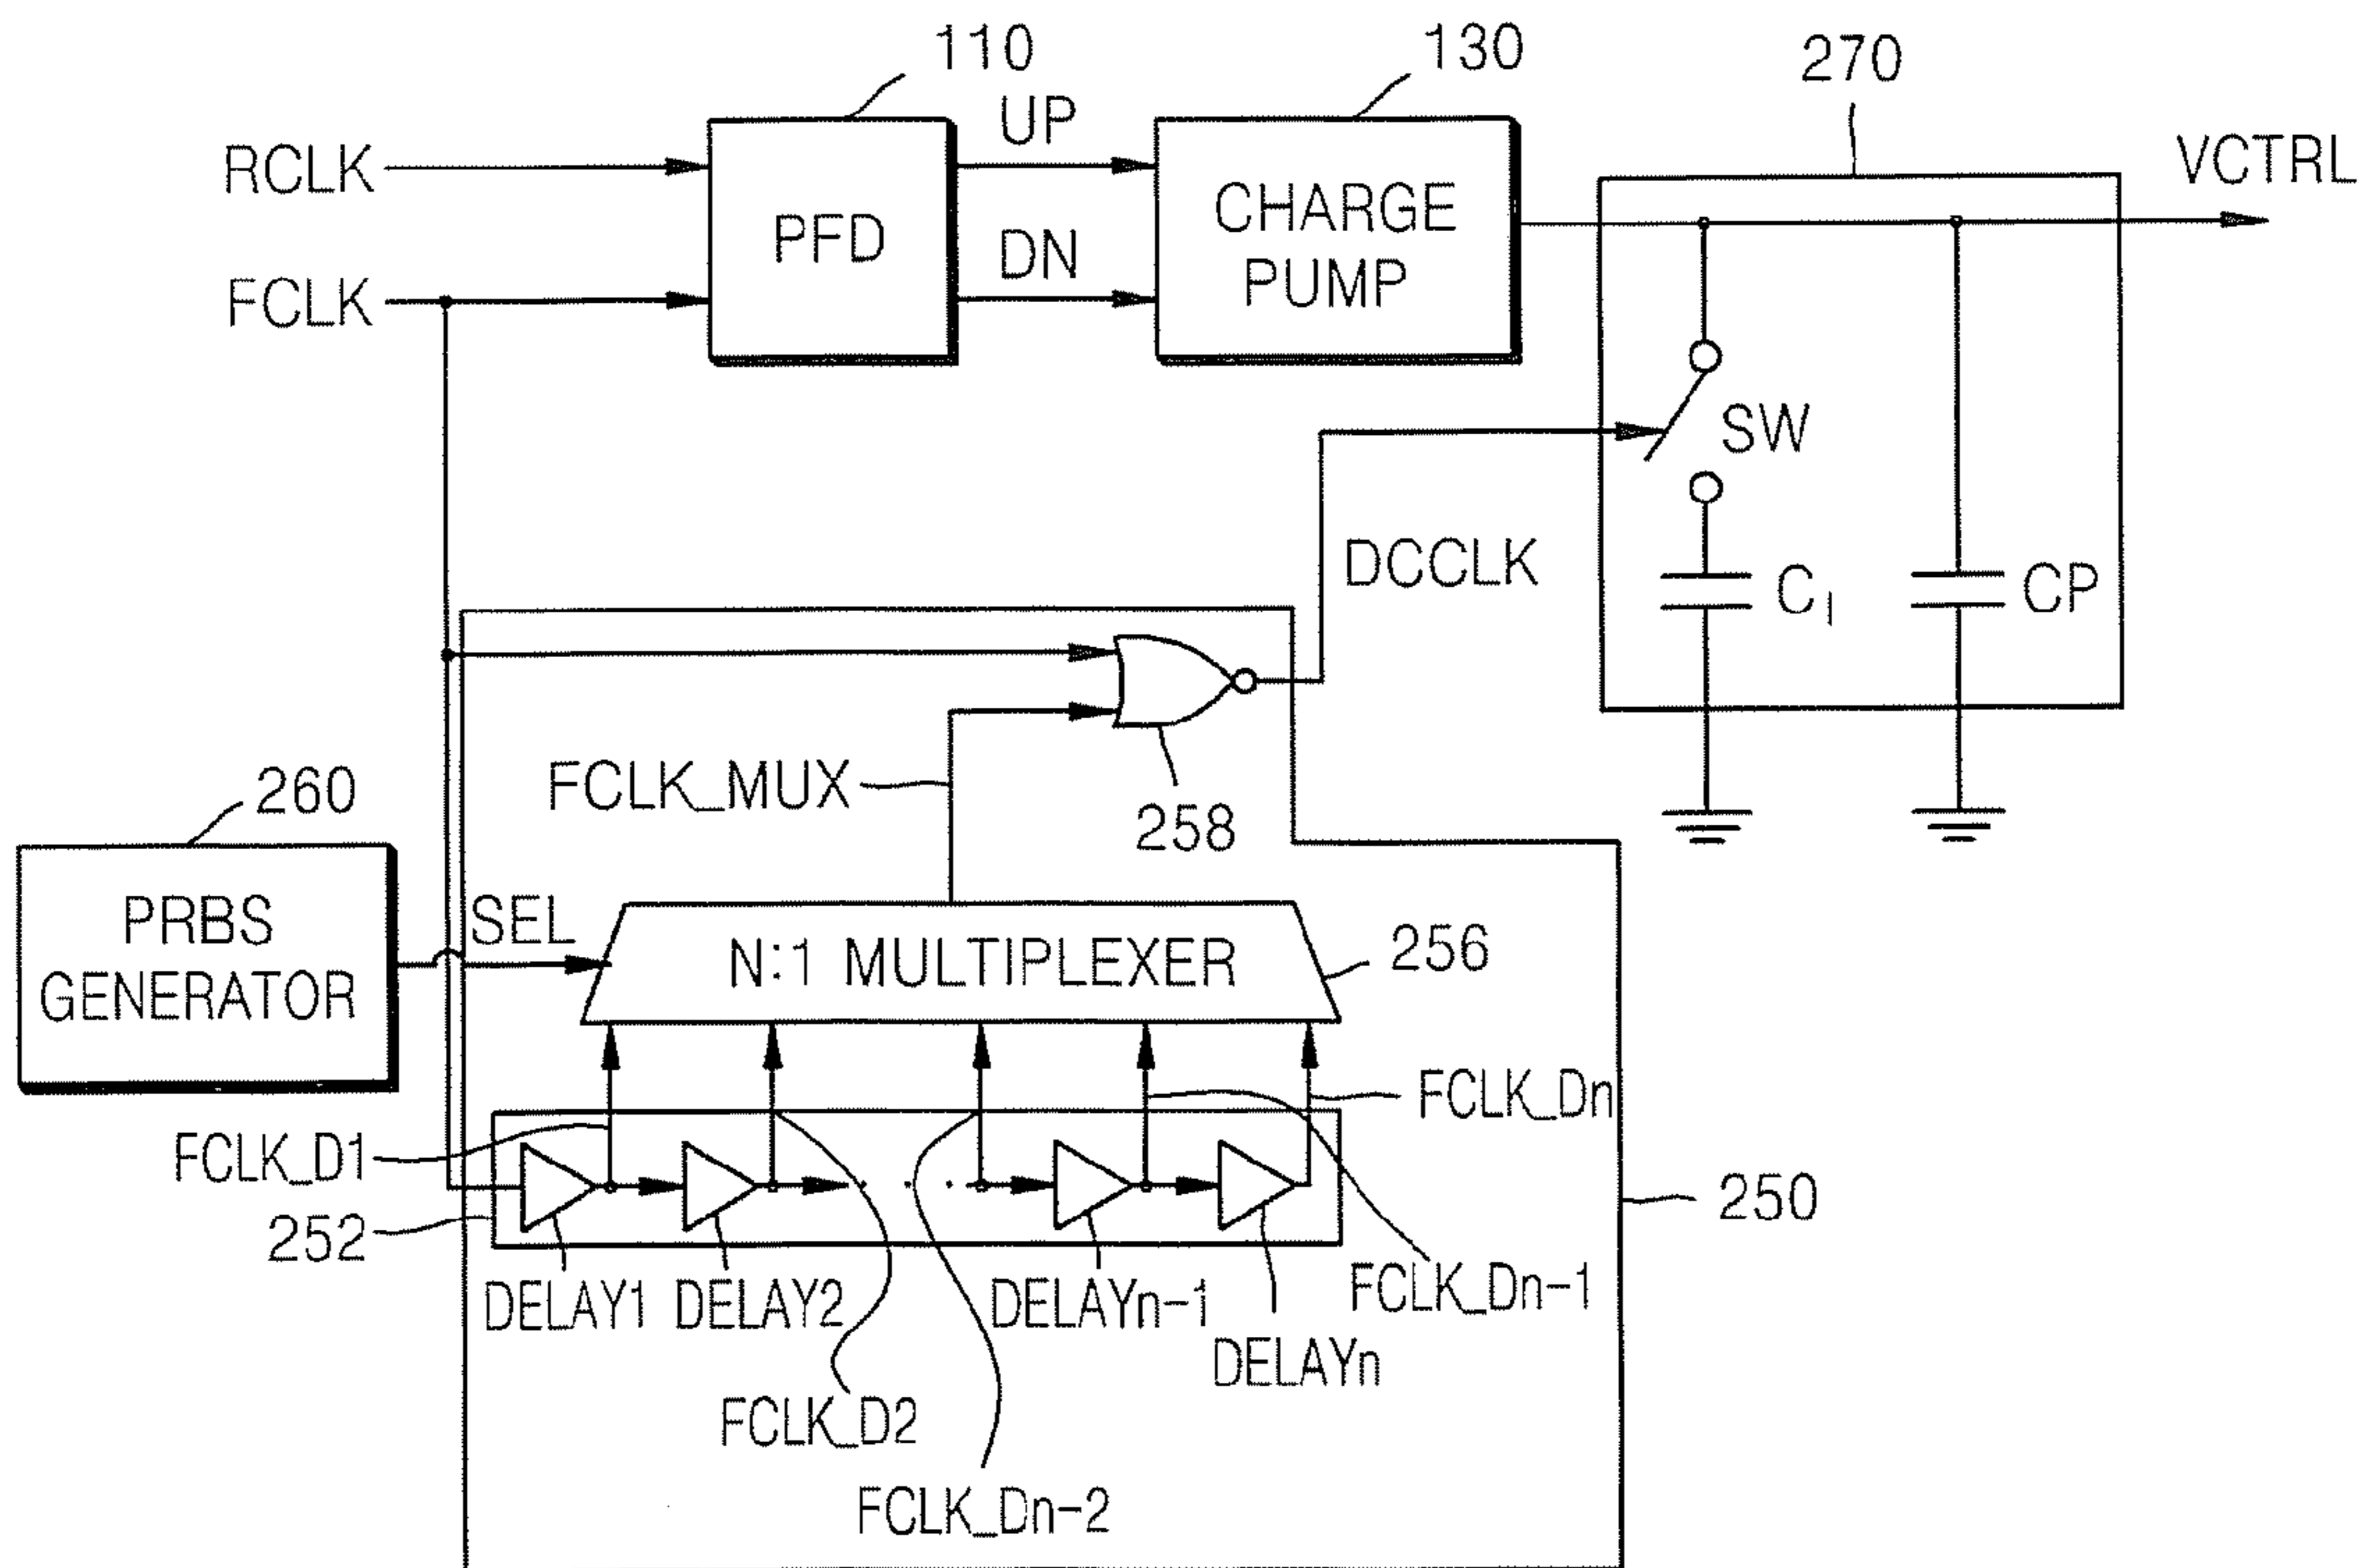 110
130
270
UP
RCLK
VCTRL
PFD
CHARGE
PUMP
DN
FCLK
SW
DCCLK
C1
CP
FCLK_MUX
258
260
PRBS
GENERATOR
SEL
N:1 MULTIPLEXER
256
FCLK_Dn
FCLK_D1
250
252
DELAY1
DELAY2
DELAYn-1
FCLK_Dn-1
DELAYn
FCLK_D2
FCLK_Dn-2